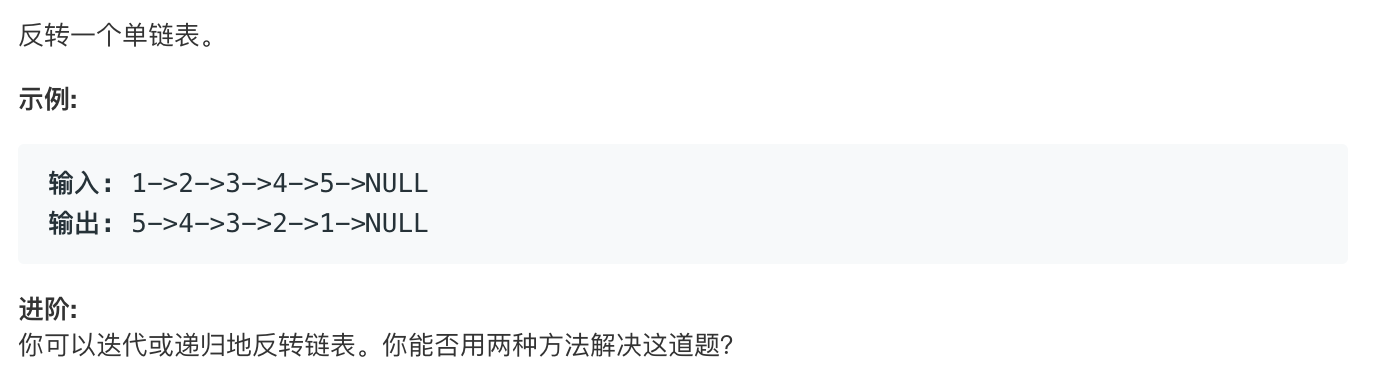 反转一个单链表。
示例:
输入: 1->2->3->4->5->NULL
输出: 5->4->3->2->1->NULL
进阶:
你可以迭代或递归地反转链表。你能否用两种方法解决这道题?